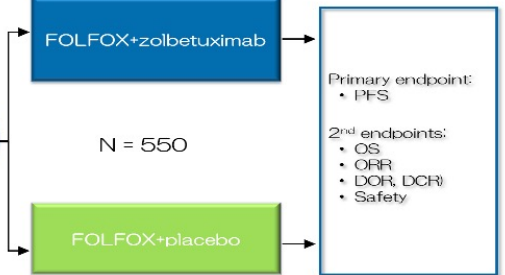 FOLFOX+zolbetuximab
N = 550
FOLFOX+placebo
Primary endpoint:
• PFS
2nd endpoints:
• OS
• ORR
• DOR, DCR)
• Safety